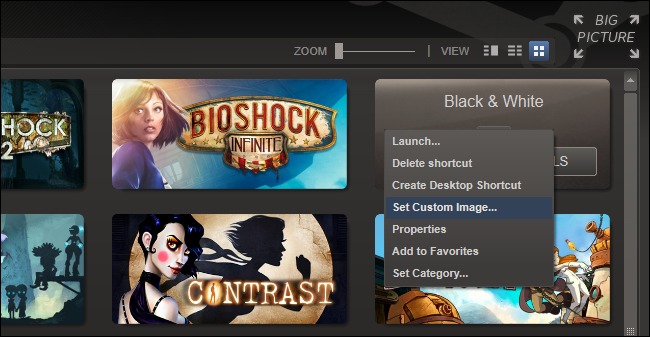 BIG
PICTURE
ZOOM
VIEW
SHOCK
2
BIOSHOCK
INFINITE
Black & White
LS
Launch...
Delete shortcut
Create Desktop Shortcut
Set Custom Image...
Properties
Add to Favorites
Set Category...
CONTRAST